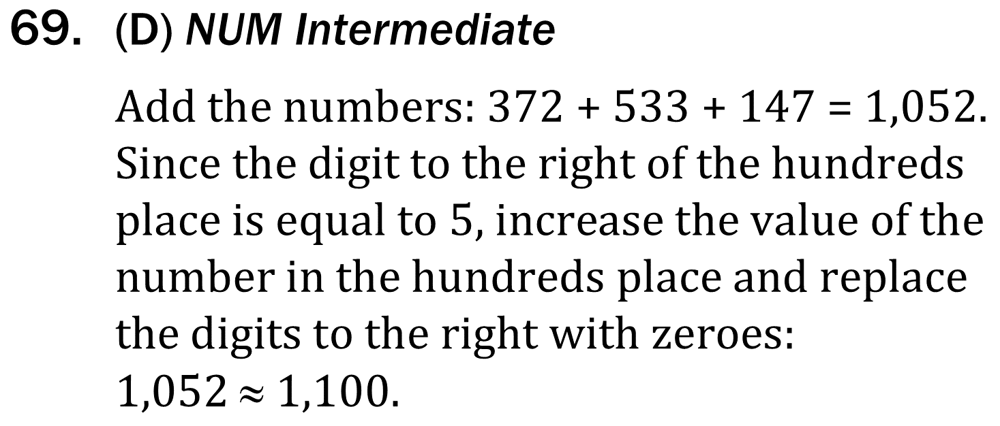 69. (D) NUM Intermediate
Add the numbers: 372 + 533 + 147 = 1,052.
Since the digit to the right of the hundreds
place is equal to 5, increase the value of the
number in the hundreds place and replace
the digits to the right with zeroes:
1,052 ≈ 1,100.